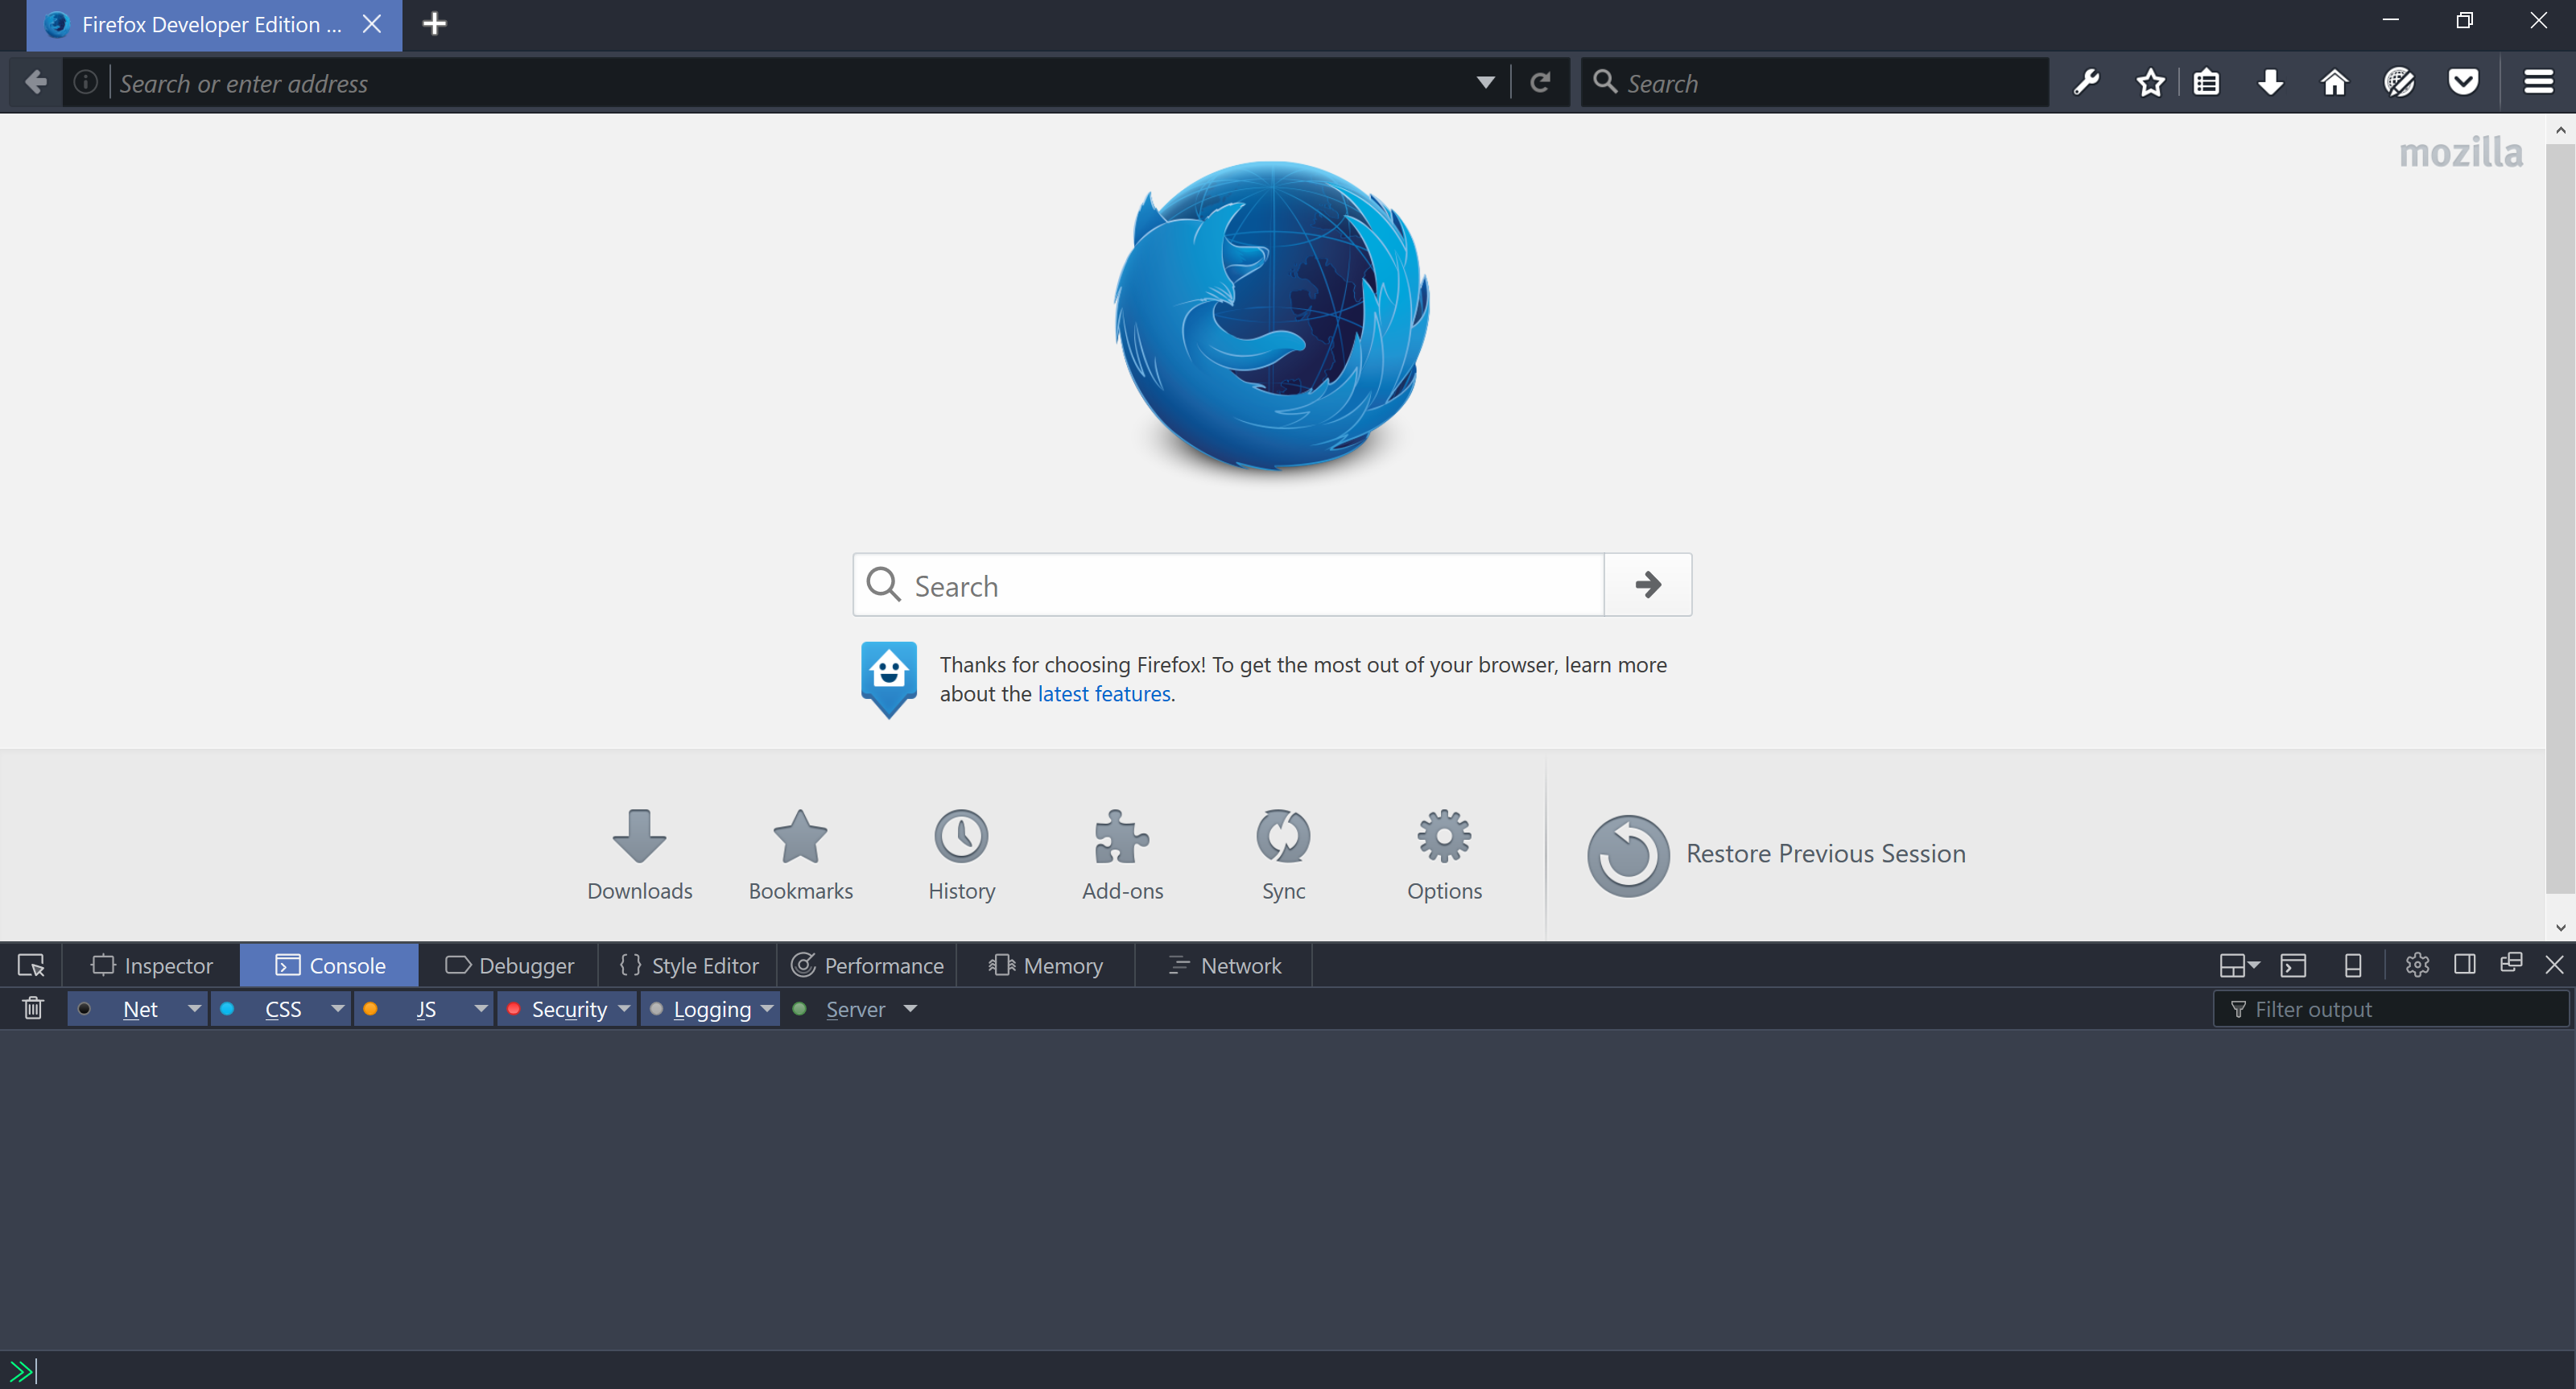 Firefox Developer Edition ...
Search or enter address
Search
mozilla
Search
Thanks for choosing Firefox! To get the most out of your browser, learn more
about the latest features.
Downloads
Bookmarks
History
Add-ons
Sync
Options
Restore Previous Session
Inspector
Console
Debugger
Style Editor
Performance
Memory
Network
Net
CSS
JS
Security
Logging
Server
Filter output